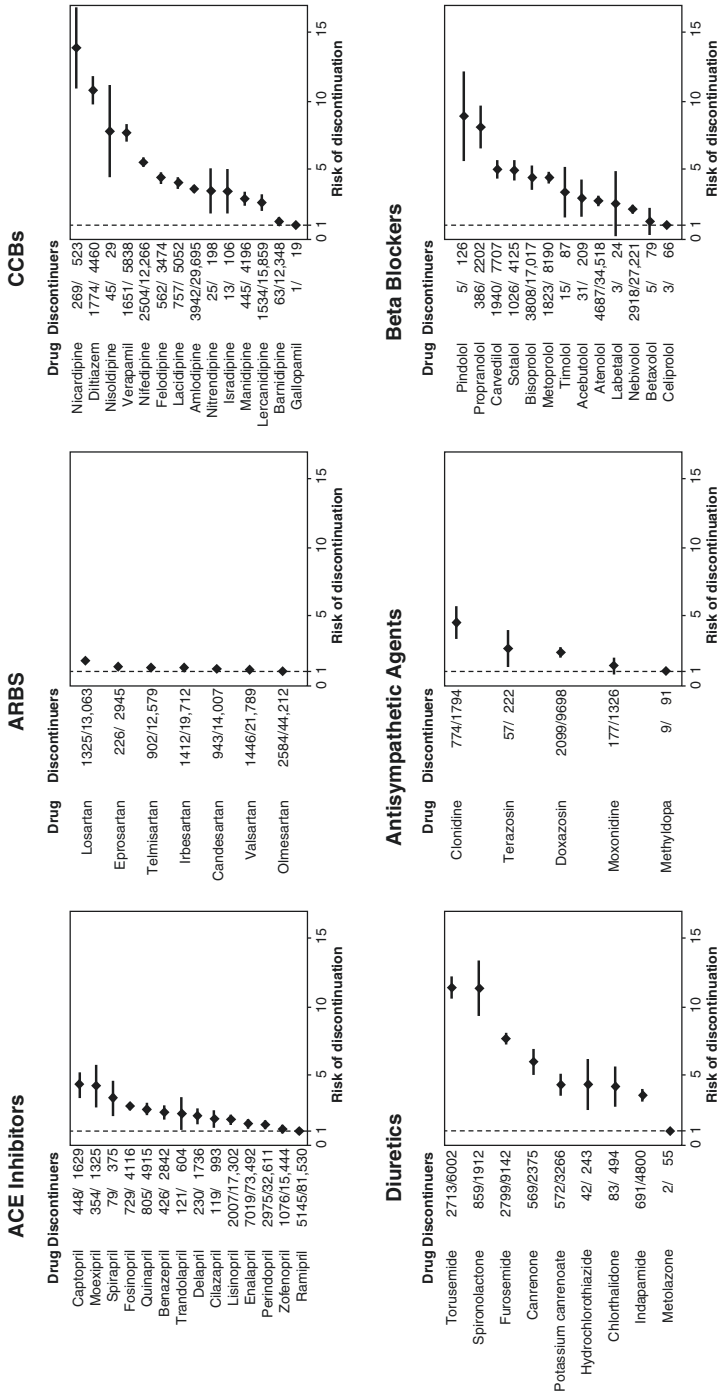 ACE Inhibitors
Drug Discontinuers
Captopril 448/ 1629
Moexipril 354/ 1325
Spirapril 79/ 375
Fosinopril 729/ 4116
Quinapril 805/ 4915
Benazepril 426/ 2842
Trandolapril 121/ 604
Delapril 230/ 1736
Cilazapril 119/ 993
Lisinopril 2007/17,302
Enalapril 7019/73,492
Perindopril 2975/32,611
Zofenopril 1076/15,444
Ramipril 5145/81,530
0 1 5 10 15
Risk of discontinuation
ARBS
Drug Discontinuers
Losartan 1325/13,063
Eprosartan 226/ 2945
Telmisartan 902/12,579
Irbesartan 1412/19,712
Candesartan 943/14,007
Valsartan 1446/21,789
Olmesartan 2584/44,212
0 1 5 10 15
Risk of discontinuation
CCBs
Drug Discontinuers
Nicardipine 269/ 523
Diltiazem 1774/ 4460
Nisoldipine 45/ 29
Verapamil 1651/ 5838
Nifedipine 2504/12,266
Felodipine 562/ 3474
Lacidipine 757/ 5052
Amlodipine 3942/29,695
Nitrendipine 25/ 198
Isradipine 13/ 106
Manidipine 445/ 4196
Lercanidipine 1534/15,859
Barnidipine 63/12,348
Gallopamil 1/ 19
0 1 5 10 15
Risk of discontinuation
Diuretics
Drug Discontinuers
Torusemide 2713/6002
Spironolactone 859/1912
Furosemide 2799/9142
Canrenone 569/2375
Potassium canrenoate 572/3266
Hydrochlorothiazide 42/ 243
Chlorthalidone 83/ 494
Indapamide 691/4800
Metolazone 2/ 55
0 1 5 10 15
Risk of discontinuation
Antisympathetic Agents
Drug Discontinuers
Clonidine 774/1794
Terazosin 57/ 222
Doxazosin 2099/9698
Moxonidine 177/1326
Methyldopa 9/ 91
0 1 5 10 15
Risk of discontinuation
Beta Blockers
Drug Discontinuers
Pindolol 5/ 126
Propranolol 386/ 2202
Carvedilol 1940/ 7707
Sotalol 1026/ 4125
Bisoprolol 3808/17,017
Metoprolol 1823/ 8190
Timolol 15/ 87
Acebutolol 31/ 209
Atenolol 4687/34,518
Labetalol 3/ 24
Nebivolol 2918/27,221
Betaxolol 5/ 79
Celiprolol 3/ 66
0 1 5 10 15
Risk of discontinuation